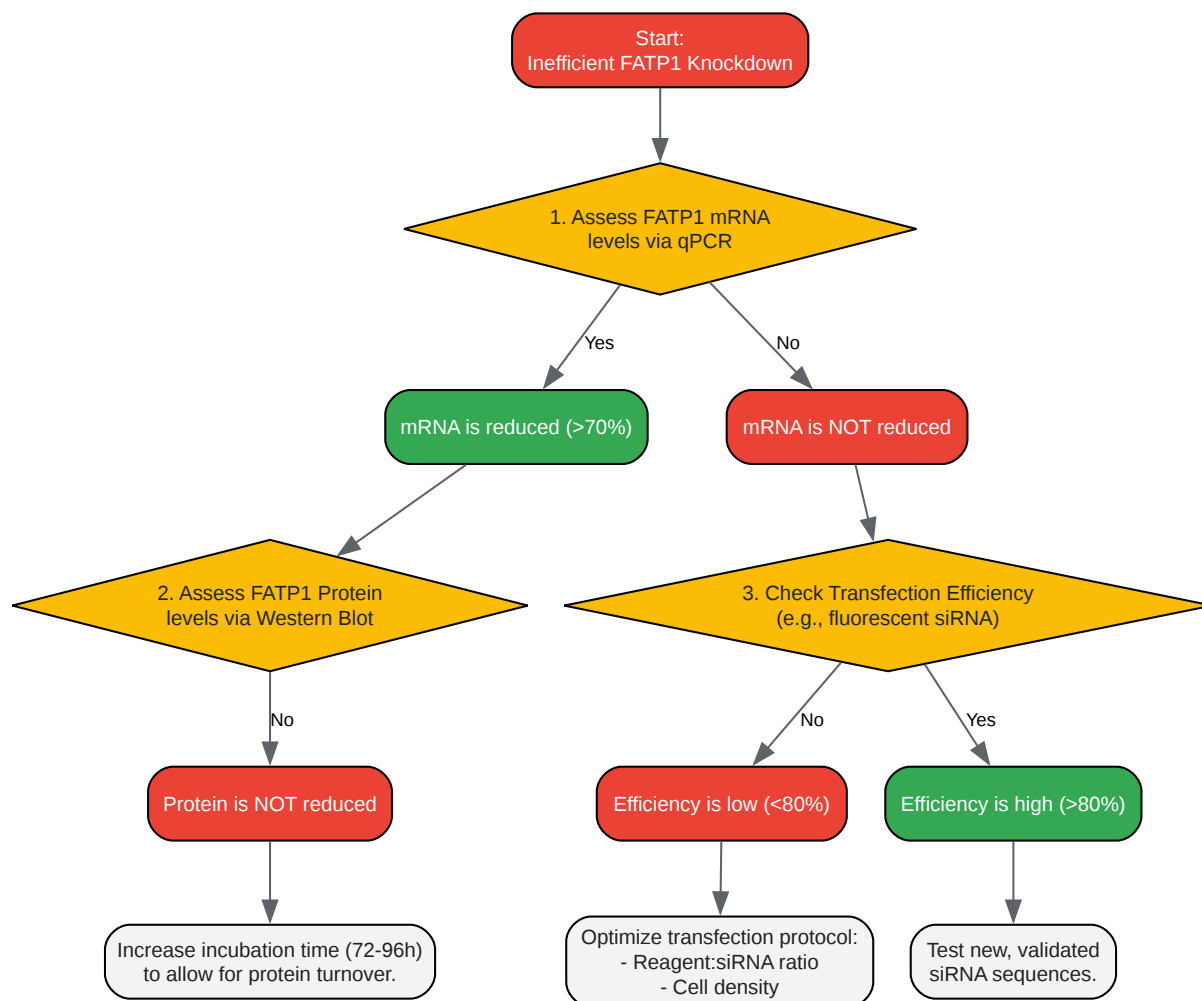 Start:
Inefficient FATP1 Knockdown
1. Assess FATP1 mRNA
levels via qPCR
Yes
No
mRNA is reduced (>70%)
mRNA is NOT reduced
2. Assess FATP1 Protein
levels via Western Blot
3. Check Transfection Efficiency
(e.g., fluorescent siRNA)
No
No
Yes
Protein is NOT reduced
Efficiency is low (<80%)
Efficiency is high (>80%)
Increase incubation time (72-96h)
to allow for protein turnover.
Optimize transfection protocol:
- Reagent:siRNA ratio
- Cell density
Test new, validated
siRNA sequences.